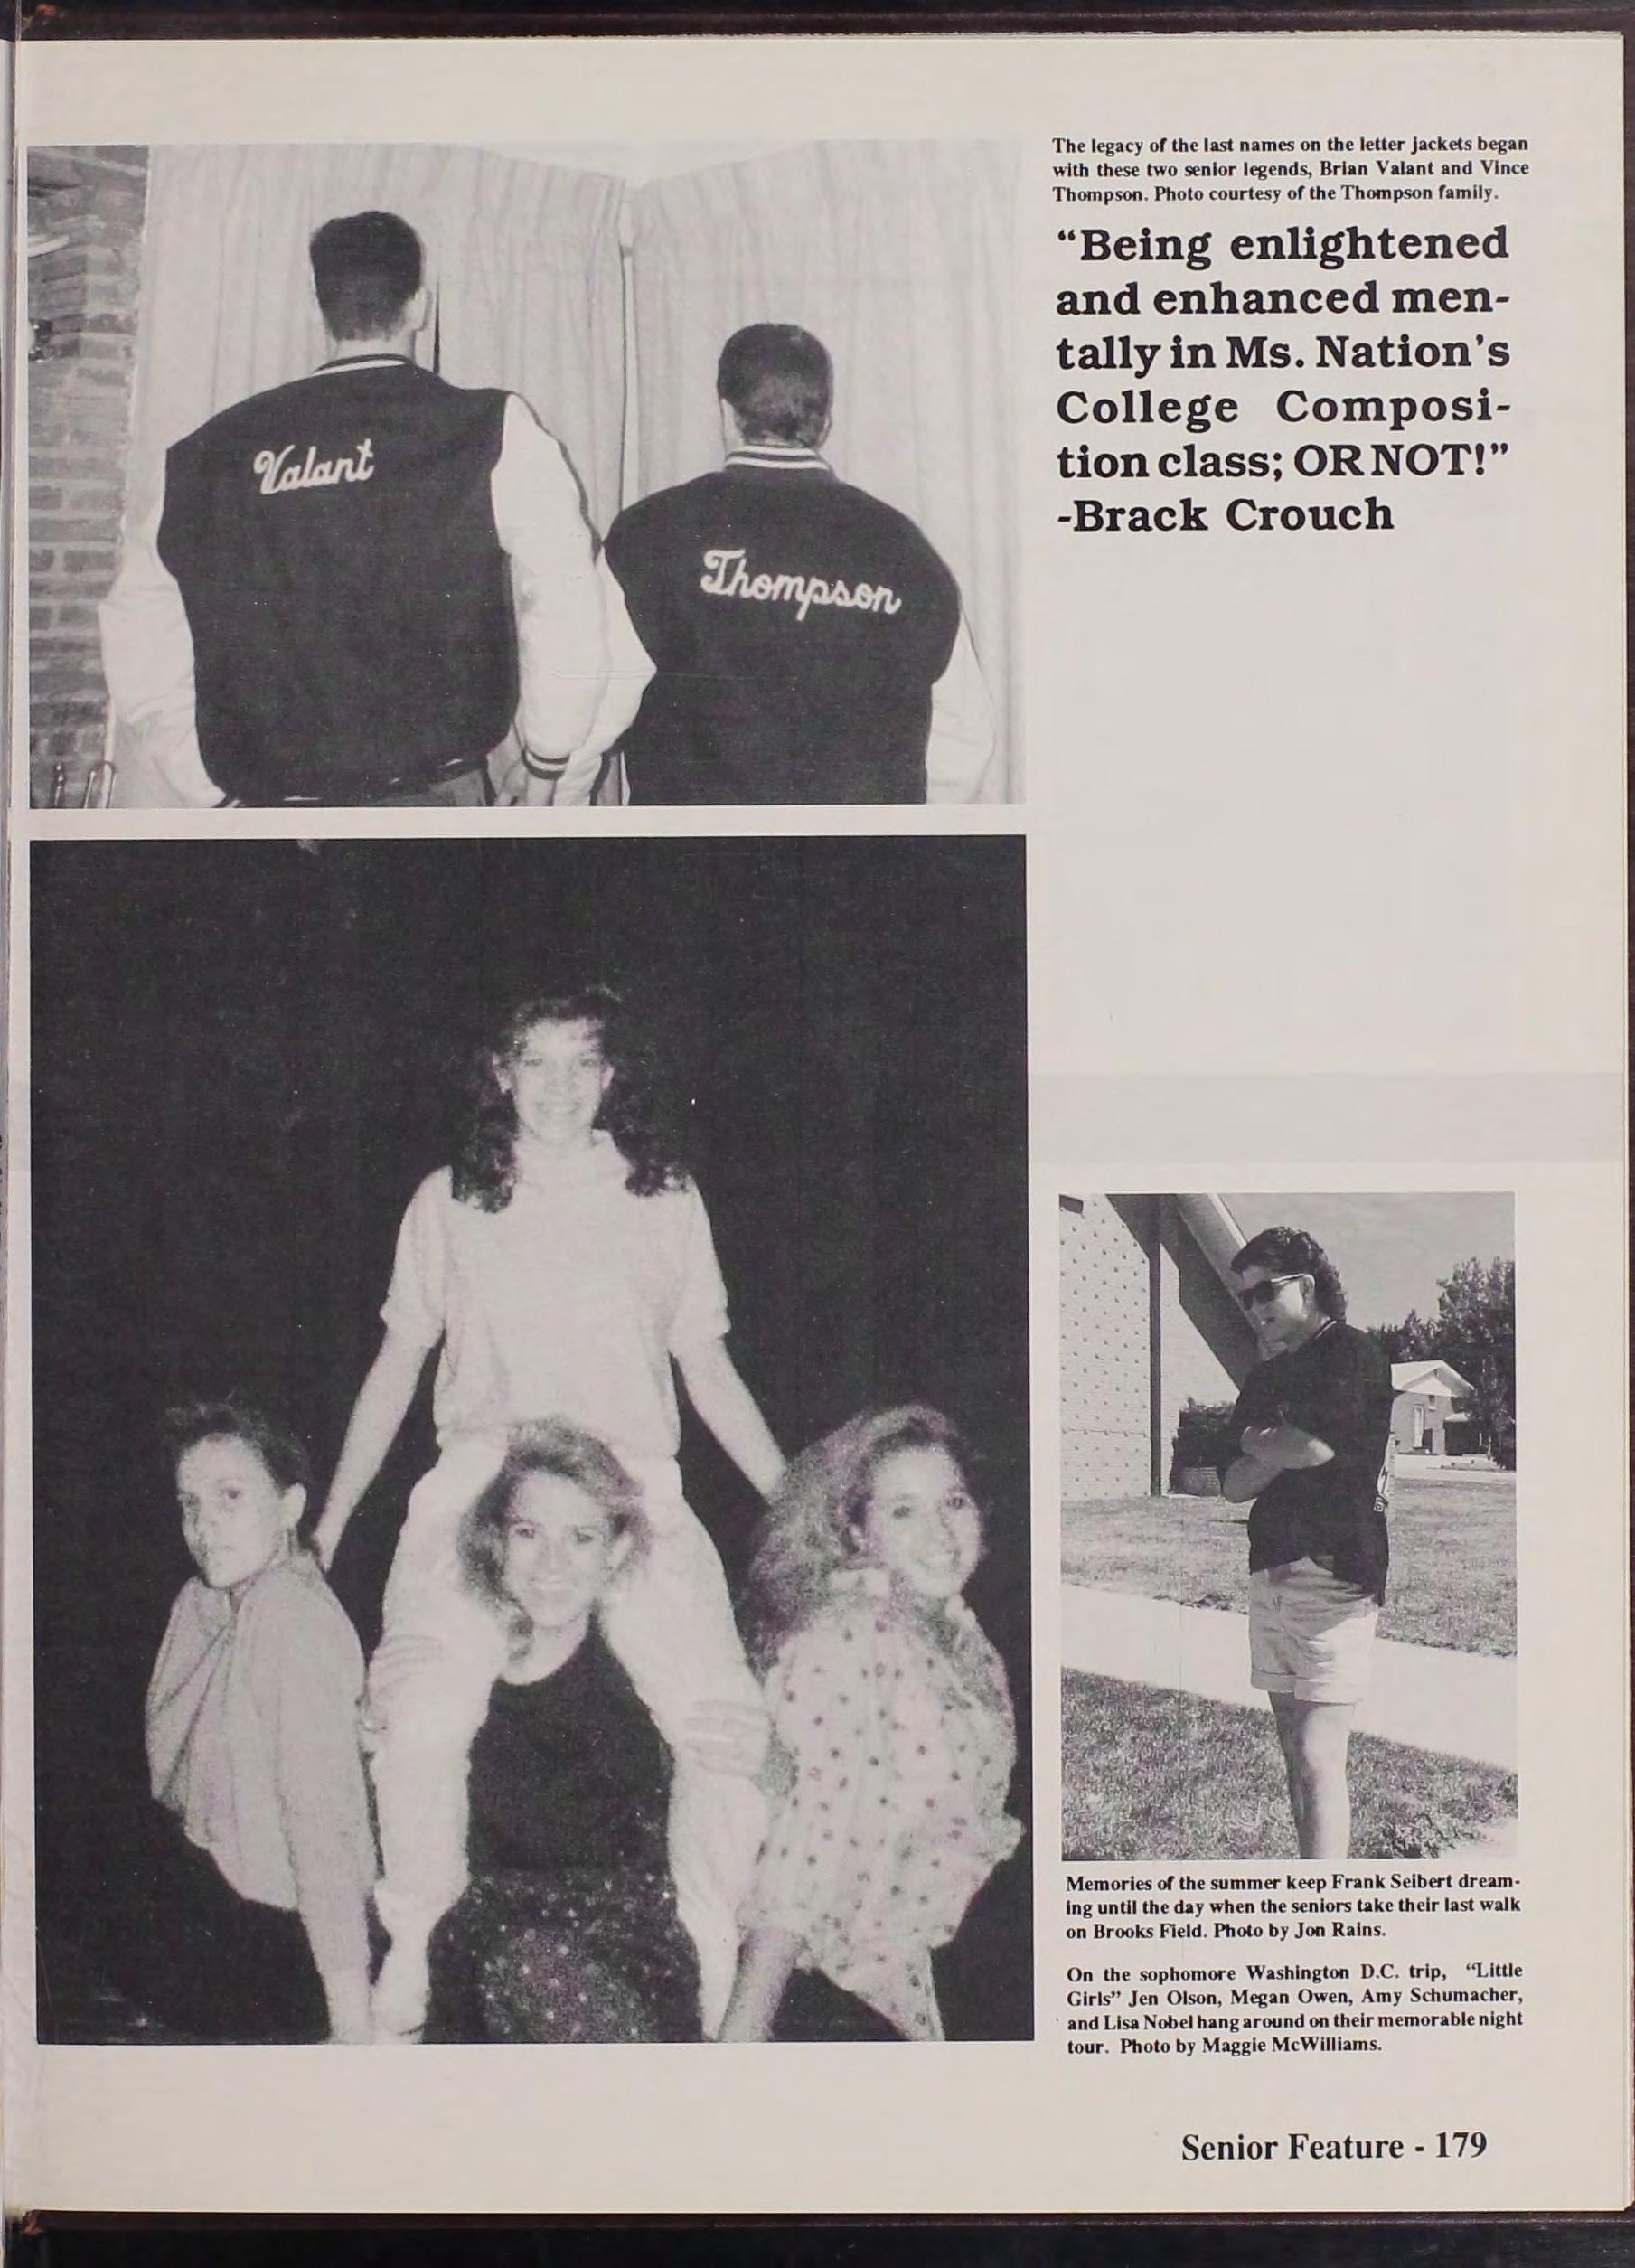 The legacy of the last names on the letter jackets began
with these two senior legends, Brian Valant and Vince
Thompson. Photo courtesy of the Thompson family.
“Being enlightened
and enhanced men-
tally in Ms. Nation’s
College Composi-
tion class; OR NOT!”
-Brack Crouch
Valant
Thompson
Memories of the summer keep Frank Seibert dream-
ing until the day when the seniors take their last walk
on Brooks Field. Photo by Jon Rains.
On the sophomore Washington D.C. trip, “Little
Girls” Jen Olson, Megan Owen, Amy Schumacher,
and Lisa Nobel hang around on their memorable night
tour. Photo by Maggie McWilliams.
Senior Feature - 179